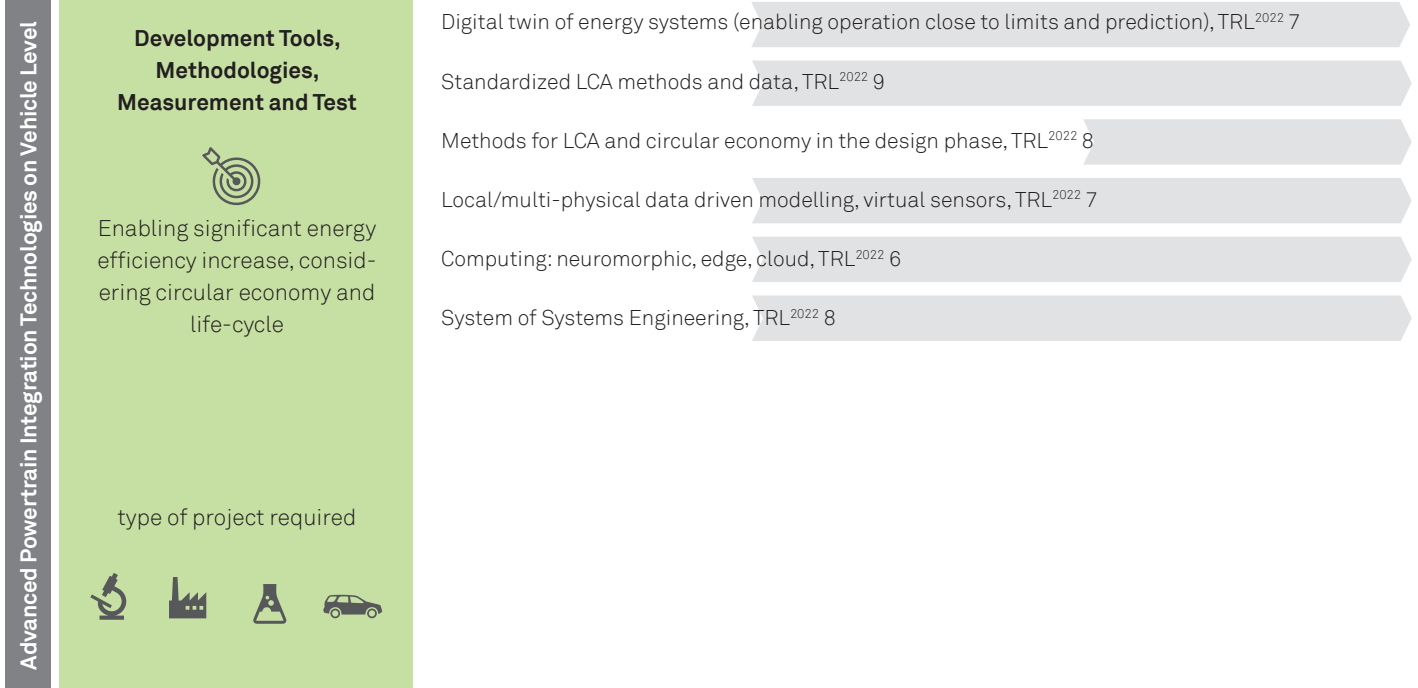 Advanced Powertrain Integration Technologies on Vehicle Level
Development Tools,
Methodologies,
Measurement and Test
Enabling significant energy
efficiency increase, consid-
ering circular economy and
life-cycle
type of project required
Digital twin of energy systems (enabling operation close to limits and prediction), TRL²⁰²² 7
Standardized LCA methods and data, TRL²⁰²² 9
Methods for LCA and circular economy in the design phase, TRL²⁰²² 8
Local/multi-physical data driven modelling, virtual sensors, TRL²⁰²² 7
Computing: neuromorphic, edge, cloud, TRL²⁰²² 6
System of Systems Engineering, TRL²⁰²² 8